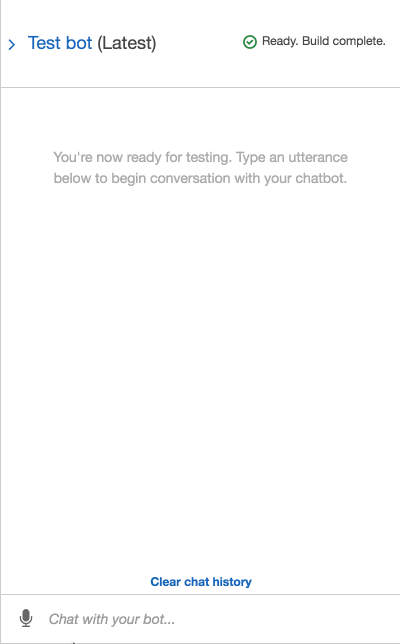 Test bot (Latest)
Ready. Build complete.
You're now ready for testing. Type an utterance
below to begin conversation with your chatbot.
Clear chat history
Chat with your bot...